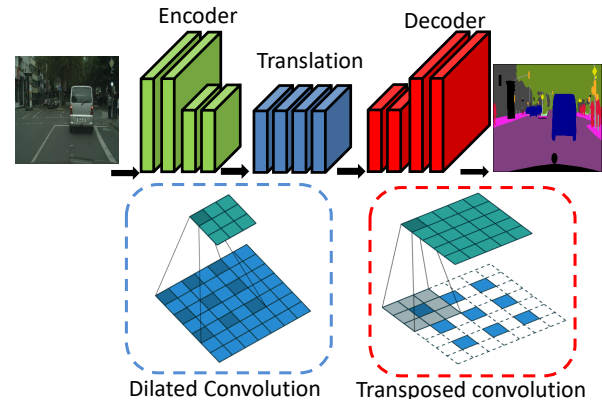 Encoder
Translation
Decoder
Dilated Convolution
Transposed convolution